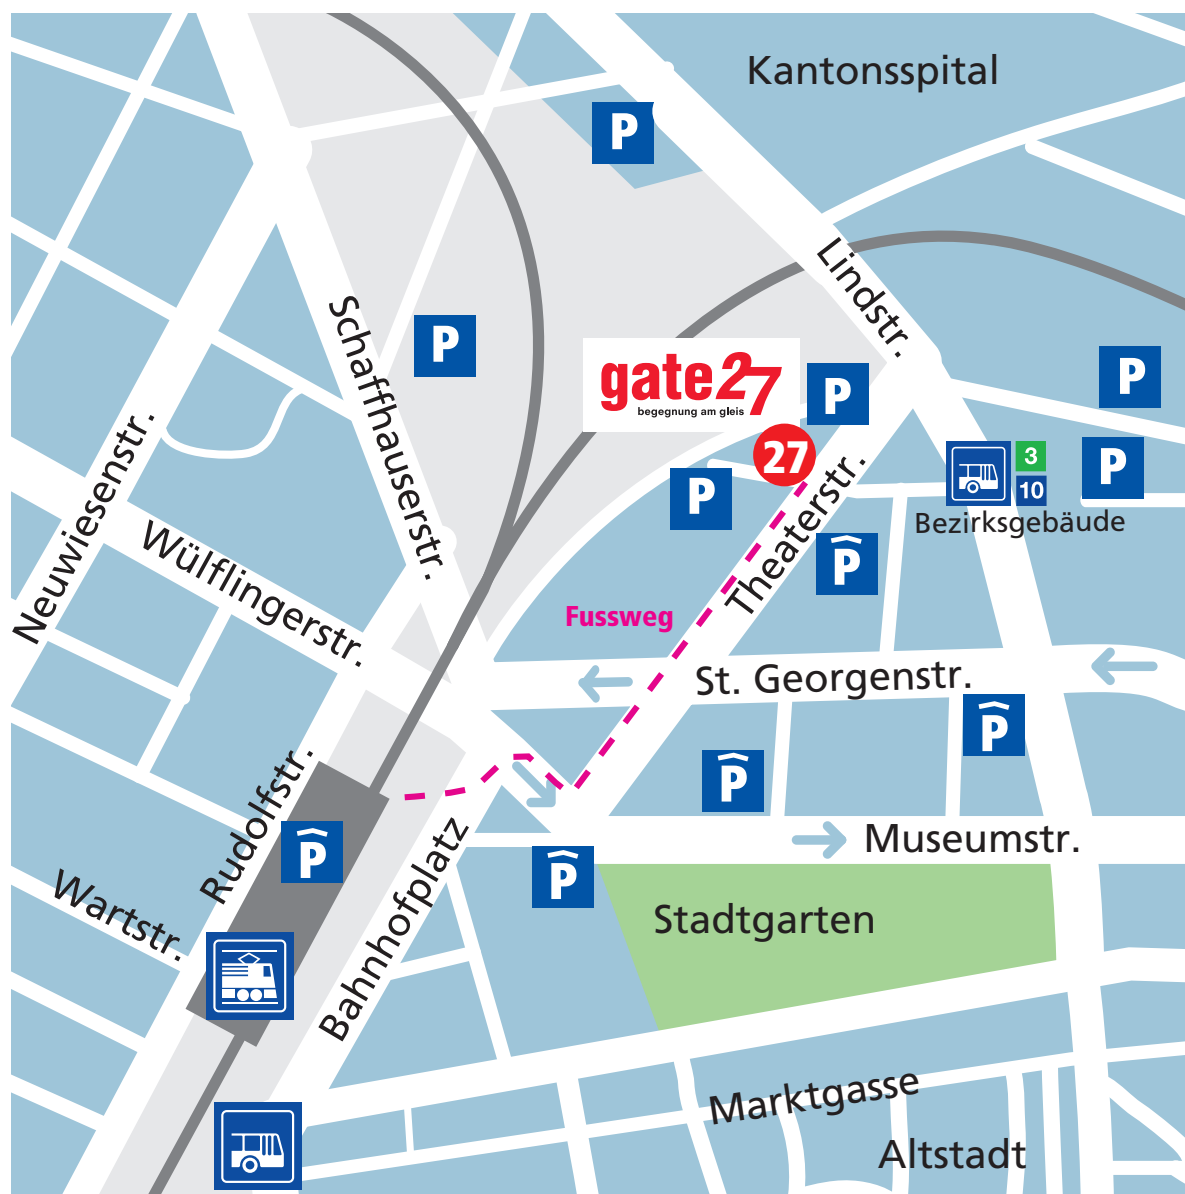 Kantonsspital
P
Lindstr.
Schaffhauserstr.
P
gate27
begegnung am gleis
P
P
27
3
10
P
P
Bezirksgebäude
Neuwiesenstr.
Wülflingerstr.
Theaterstr.
P
Fussweg
St. Georgenstr.
P
P
Rudolfstr.
P
Museumstr.
P
Bahnhofplatz
Wartstr.
Stadtgarten
Marktgasse
Altstadt